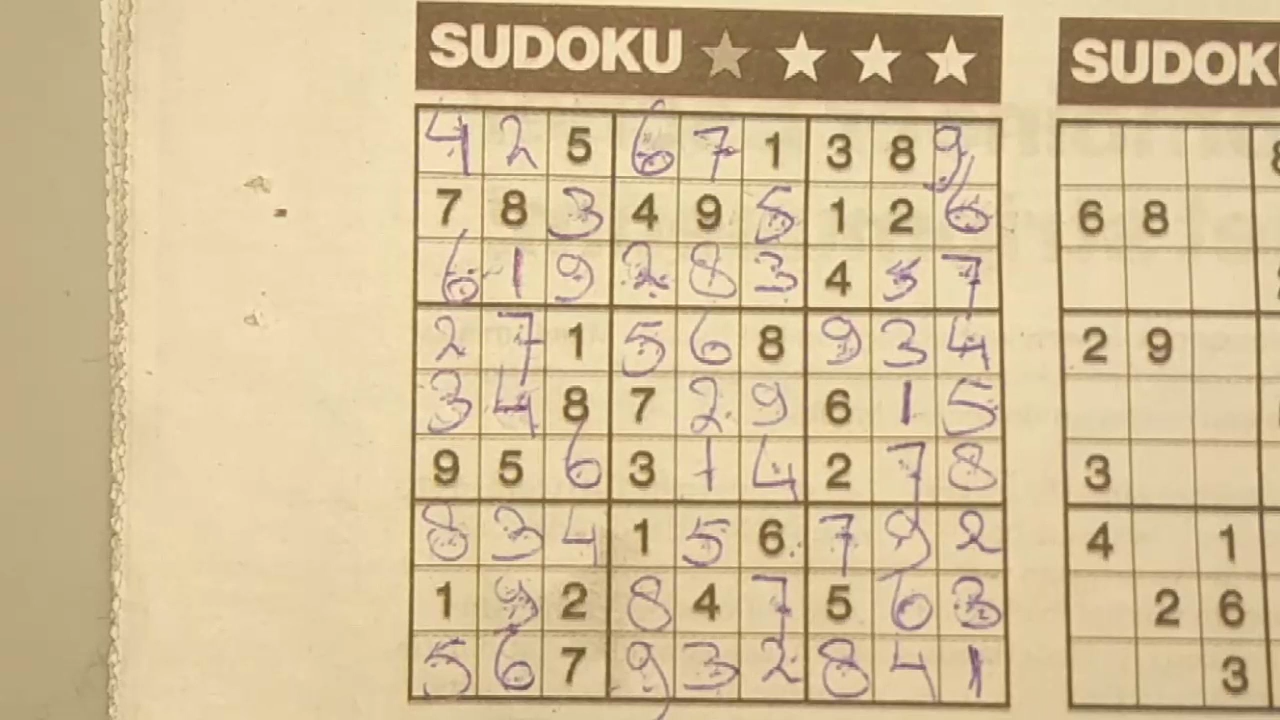 SUDOKU ★ ★ ★ ★
4 2 5 6 7 1 3 8 9
7 8 3 4 9 5 1 2 6
6 1 9 2 8 3 4 5 7
2 7 1 5 6 8 9 3 4
3 4 8 7 2 9 6 1 5
9 5 6 3 1 4 2 7 8
8 3 4 1 5 6 7 9 2
1 9 2 8 4 7 5 6 3
5 6 7 9 3 2 8 4 1
SUDOK
8
6 8
2 9
3
4 1
2 6
3